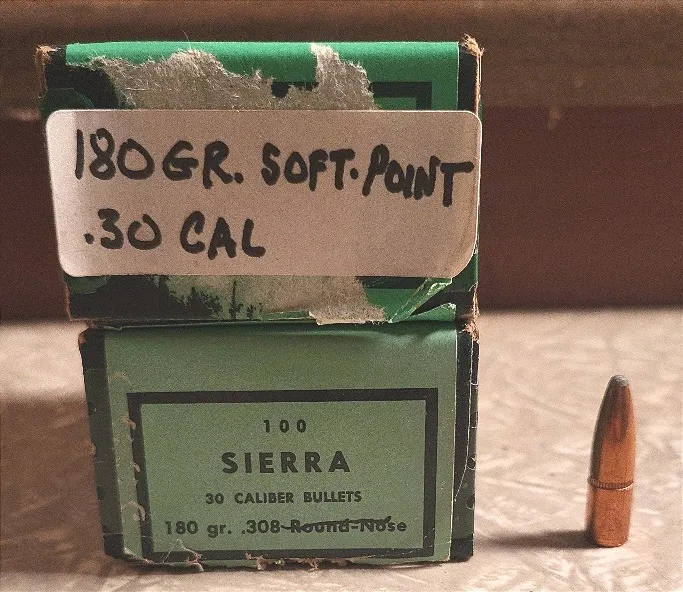 180 GR. SOFT-POINT
.30 CAL
100
SIERRA
30 CALIBER BULLETS
180 gr. .308 Round-Nose